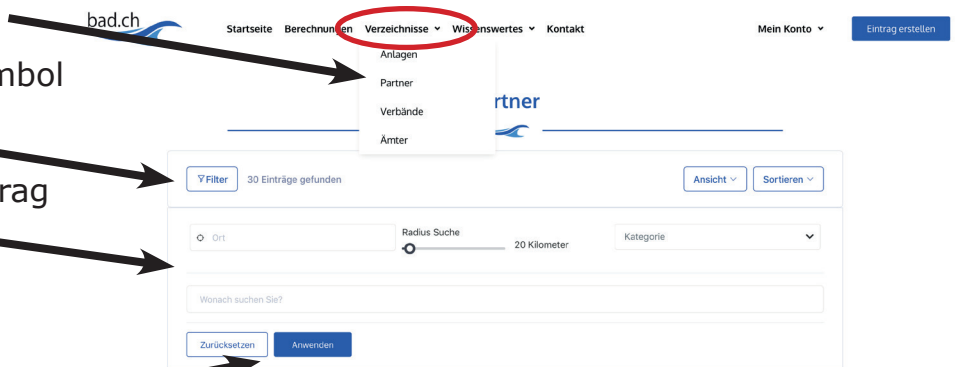 bad.ch
Startseite Berechnungen Verzeichnisse Wissenswertes Kontakt Mein Konto Eintrag erstellen
Anlagen
Partner
Verbände
Ämter
rtner
mbol
rag
Filter 30 Einträge gefunden Ansicht Sortieren
Ort Radius Suche 20 Kilometer Kategorie
Wonach suchen Sie?
Zurücksetzen Anwenden